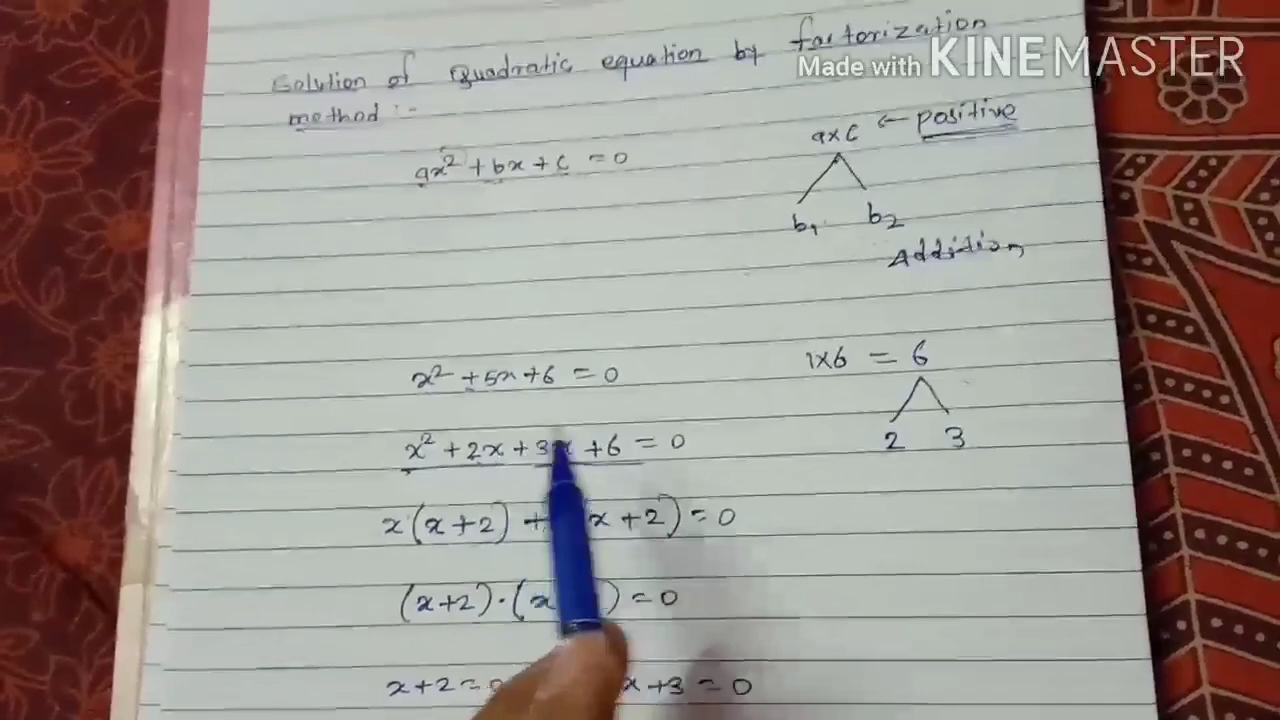 Made with KINEMASTER
Solution of Quadratic equation by factorization
method :-
ax² + bx + c = 0
a×c ← positive
b₁ b₂
Addition
x² + 5x + 6 = 0
1×6 = 6
2 3
x² + 2x + 3x + 6 = 0
x(x+2) + (x+2) = 0
(x+2)·(x ) = 0
x+2 = x+3 = 0